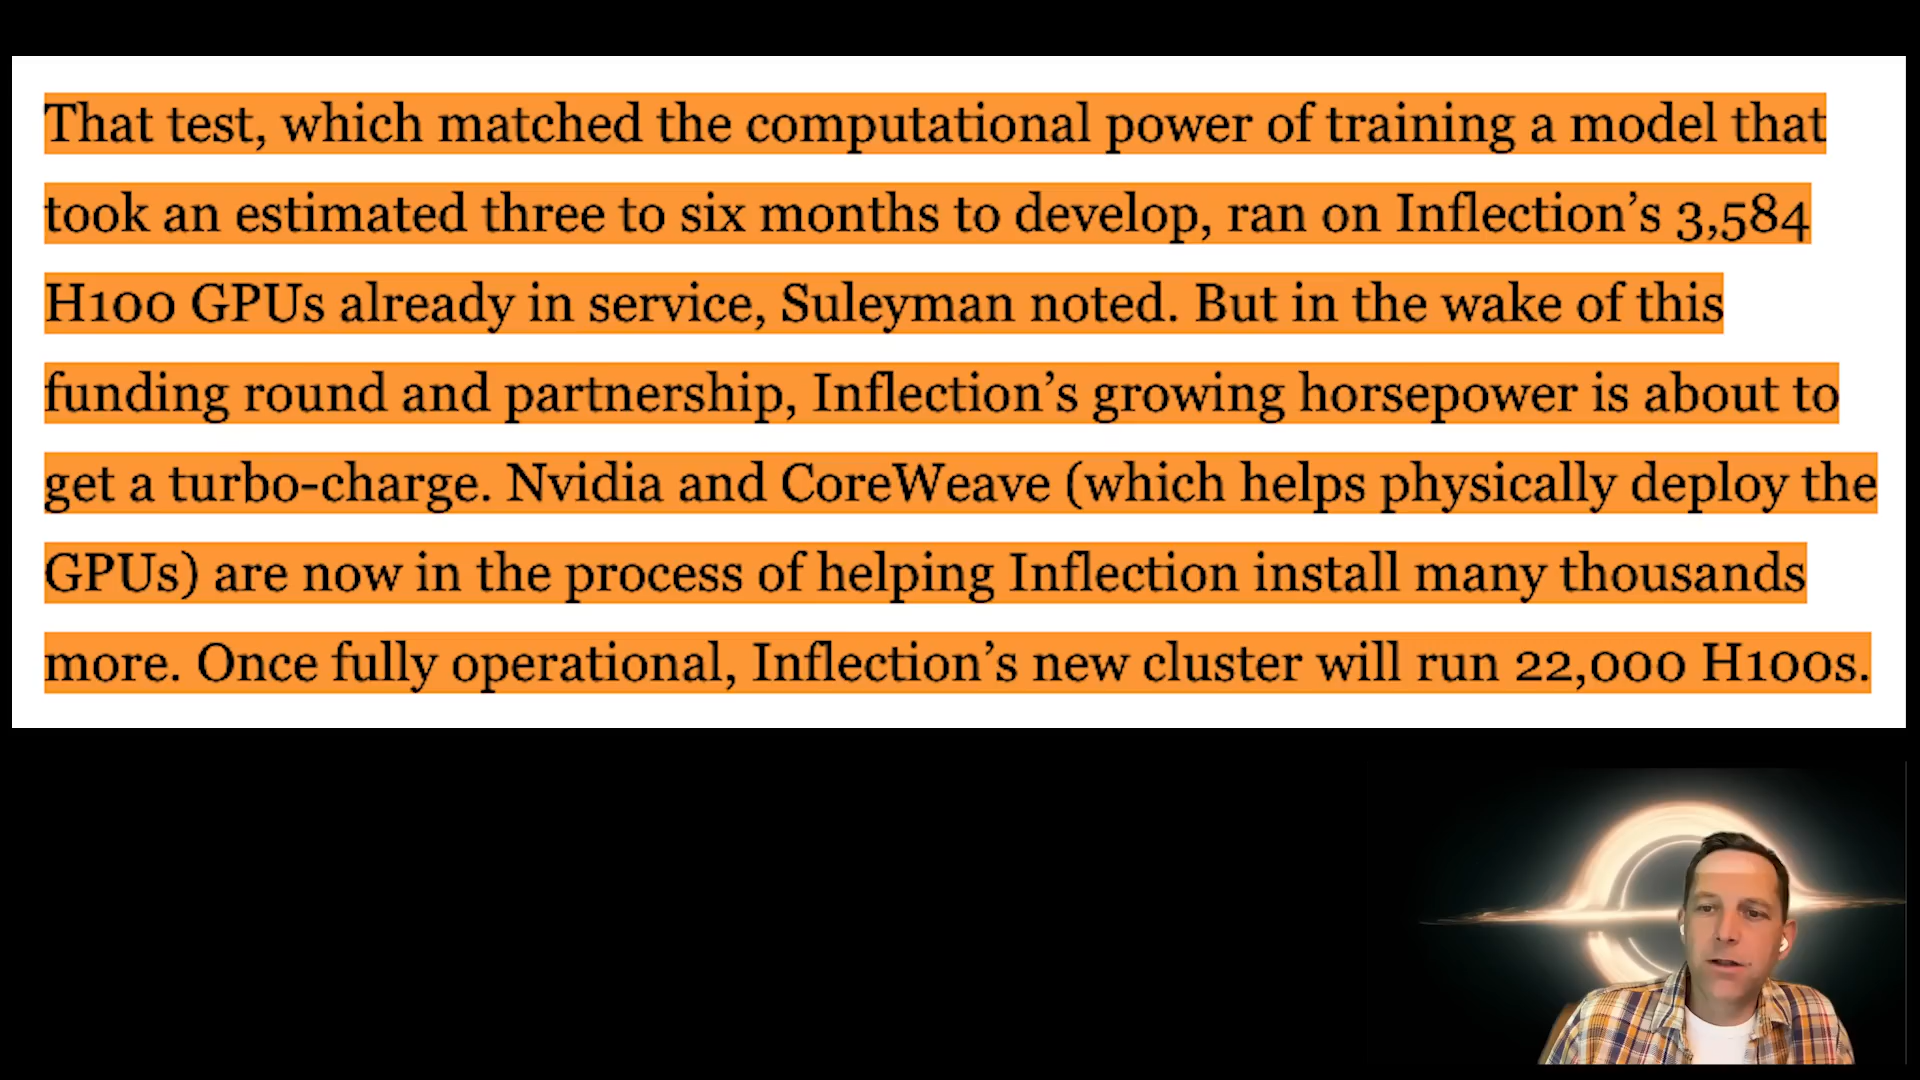 That test, which matched the computational power of training a model that
took an estimated three to six months to develop, ran on Inflection’s 3,584
H100 GPUs already in service, Suleyman noted. But in the wake of this
funding round and partnership, Inflection’s growing horsepower is about to
get a turbo-charge. Nvidia and CoreWeave (which helps physically deploy the
GPUs) are now in the process of helping Inflection install many thousands
more. Once fully operational, Inflection’s new cluster will run 22,000 H100s.